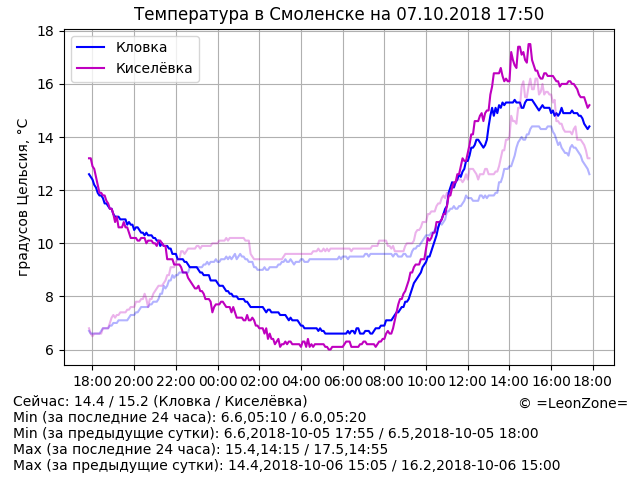 Температура в Смоленске на 07.10.2018 17:50
градусов Цельсия, °C
Кловка
Киселёвка
18
16
14
12
10
8
6
18:00 20:00 22:00 00:00 02:00 04:00 06:00 08:00 10:00 12:00 14:00 16:00 18:00
Сейчас: 14.4 / 15.2 (Кловка / Киселёвка)
© =LeonZone=
Min (за последние 24 часа): 6.6,05:10 / 6.0,05:20
Min (за предыдущие сутки): 6.6,2018-10-05 17:55 / 6.5,2018-10-05 18:00
Max (за последние 24 часа): 15.4,14:15 / 17.5,14:55
Max (за предыдущие сутки): 14.4,2018-10-06 15:05 / 16.2,2018-10-06 15:00